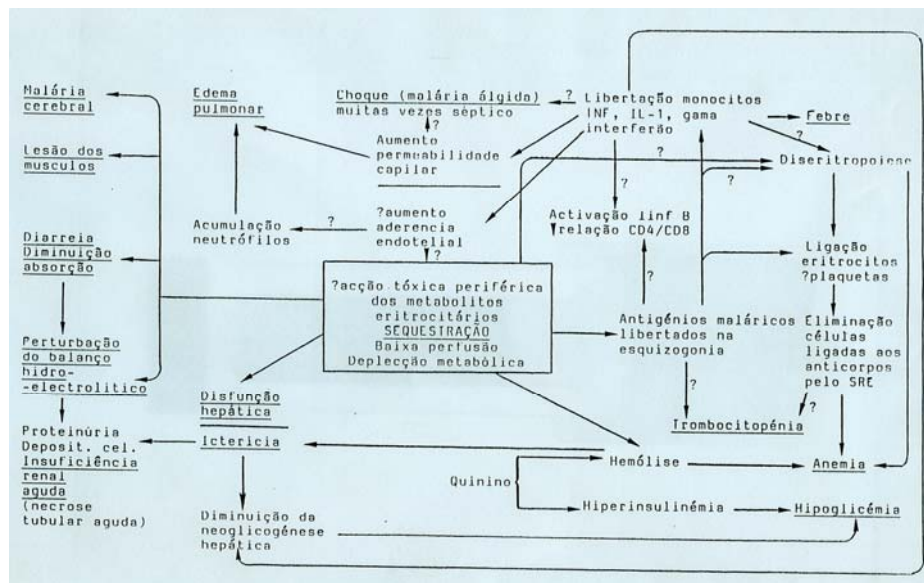 Malária
cerebral
Lesão dos
musculos
Diarreia
Diminuição
absorção
Perturbação
do balanço
hidro-
-electrolitico
Proteinúria
Deposit. cel.
Insuficiência
renal
aguda
(necrose
tubular aguda)
Edema
pulmonar
Acumulação
neutrófilos
?
Choque (malária álgida)
muitas vezes séptico
?
?
Aumento
permeabilidade
capilar
?aumento
aderencia
endotelial
?
?acção tóxica periférica
dos metabolitos
eritrocitários
SEQUESTRAÇÃO
Baixa perfusão
Deplecção metabólica
Disfunção
hepática
Ictericia
Diminuição da
neoglicogénese
hepática
Libertação monocitos
INF, IL-1, gama
interferão
Febre
?
?
?
?
Diseritropoiese
Activação linf B
relação CD4/CD8
?
Antigénios maláricos
libertados na
esquizogonia
?
Ligação
eritrocitos
?plaquetas
Eliminação
células
ligadas aos
anticorpos
pelo SRE
?
Trombocitopénia
Hemólise
Anemia
Quinino
Hiperinsulinémia
Hipoglicémia